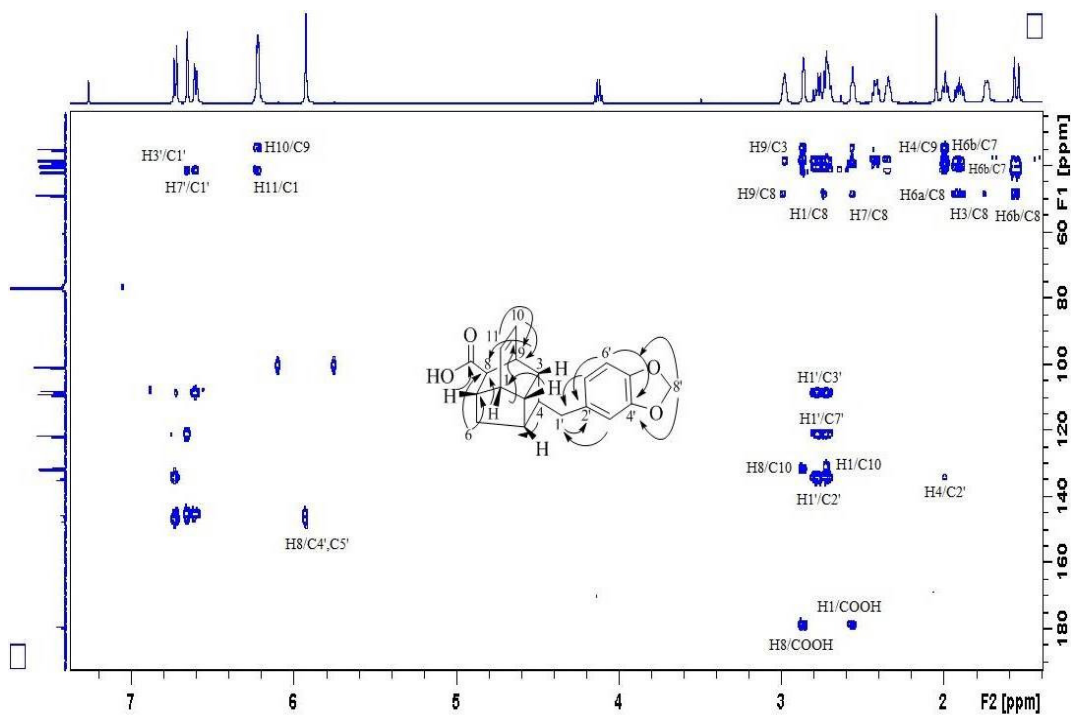 H3'/C1'
H10/C9
H9/C3
H4/C9
H6b/C7
H7'/C1'
H11/C1
H6b/C7
H9/C8
H1/C8
H7/C8
H6a/C8
H3/C8
H6b/C8
F1 [ppm]
60
80
100
120
140
160
180
O
HO
H
H
H
H
H
10
11
9
8
3
1
4
6
1'
2'
6'
4'
8'
O
O
H1'/C3'
H1'/C7'
H8/C10
H1/C10
H1'/C2'
H4/C2'
H8/C4',C5'
H1/COOH
H8/COOH
7 6 5 4 3 2 F2 [ppm]